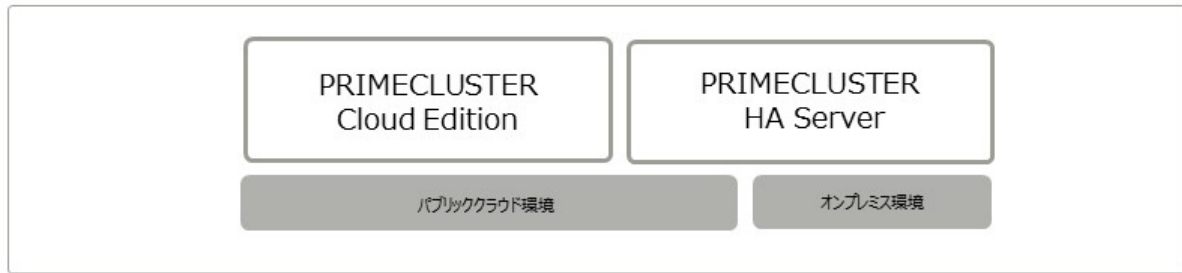 PRIMECLUSTER
Cloud Edition
PRIMECLUSTER
HA Server
パブリッククラウド環境
オンプレミス環境